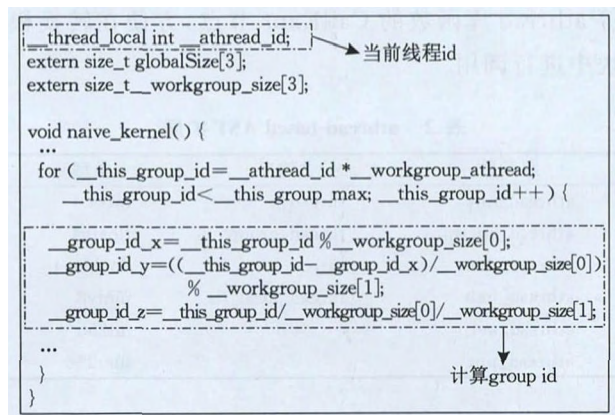 __thread_local int __athread_id;
当前线程id
extern size_t globalSize[3];
extern size_t__workgroup_size[3];
void naive_kernel() {
...
for (__this_group_id=__athread_id *__workgroup_athread;
__this_group_id<__this_group_max; __this_group_id++) {
__group_id_x=__this_group_id %__workgroup_size[0];
__group_id_y=((__this_group_id-__group_id_x)/__workgroup_size[0])
% __workgroup_size[1];
__group_id_z=__this_group_id/__workgroup_size[0]/__workgroup_size[1];
...
计算group id
}
}